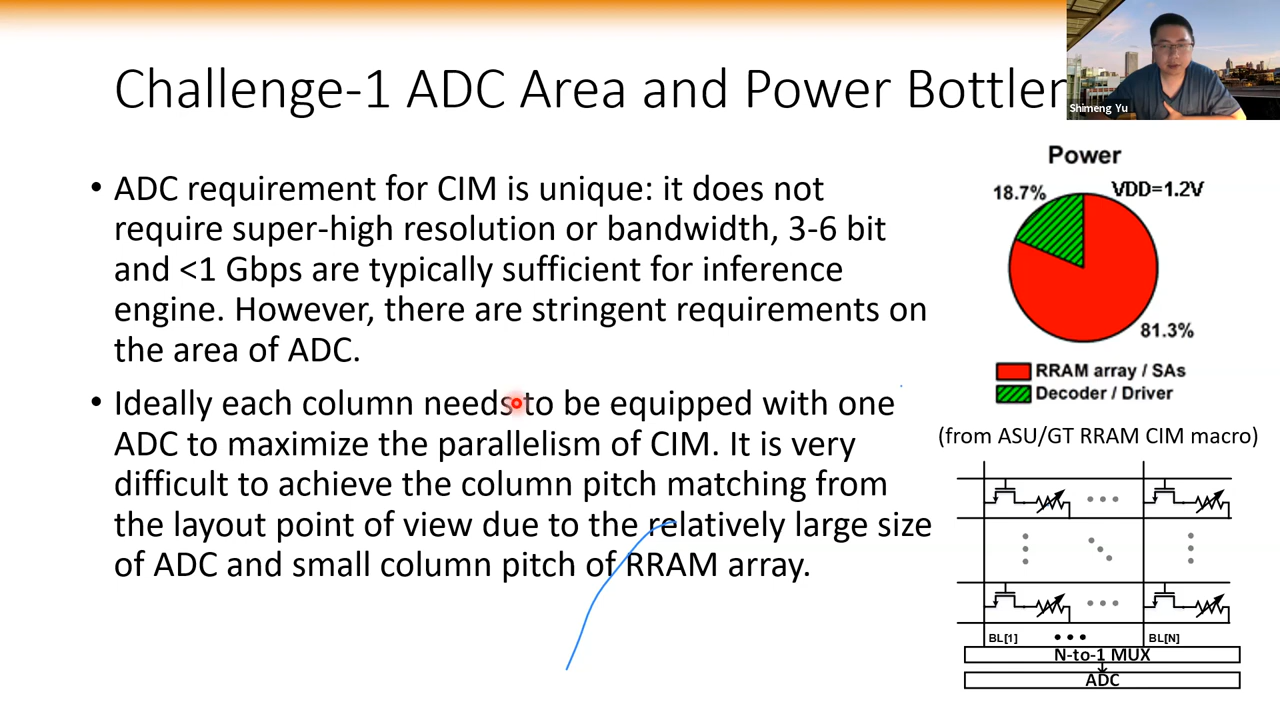 Challenge-1 ADC Area and Power Bottle
Shimeng Yu
• ADC requirement for CIM is unique: it does not
require super-high resolution or bandwidth, 3-6 bit
and <1 Gbps are typically sufficient for inference
engine. However, there are stringent requirements on
the area of ADC.
• Ideally each column needs to be equipped with one
ADC to maximize the parallelism of CIM. It is very
difficult to achieve the column pitch matching from
the layout point of view due to the relatively large size
of ADC and small column pitch of RRAM array.
Power
18.7%
VDD=1.2V
81.3%
RRAM array / SAs
Decoder / Driver
(from ASU/GT RRAM CIM macro)
BL[1]
BL[N]
N-to-1 MUX
ADC